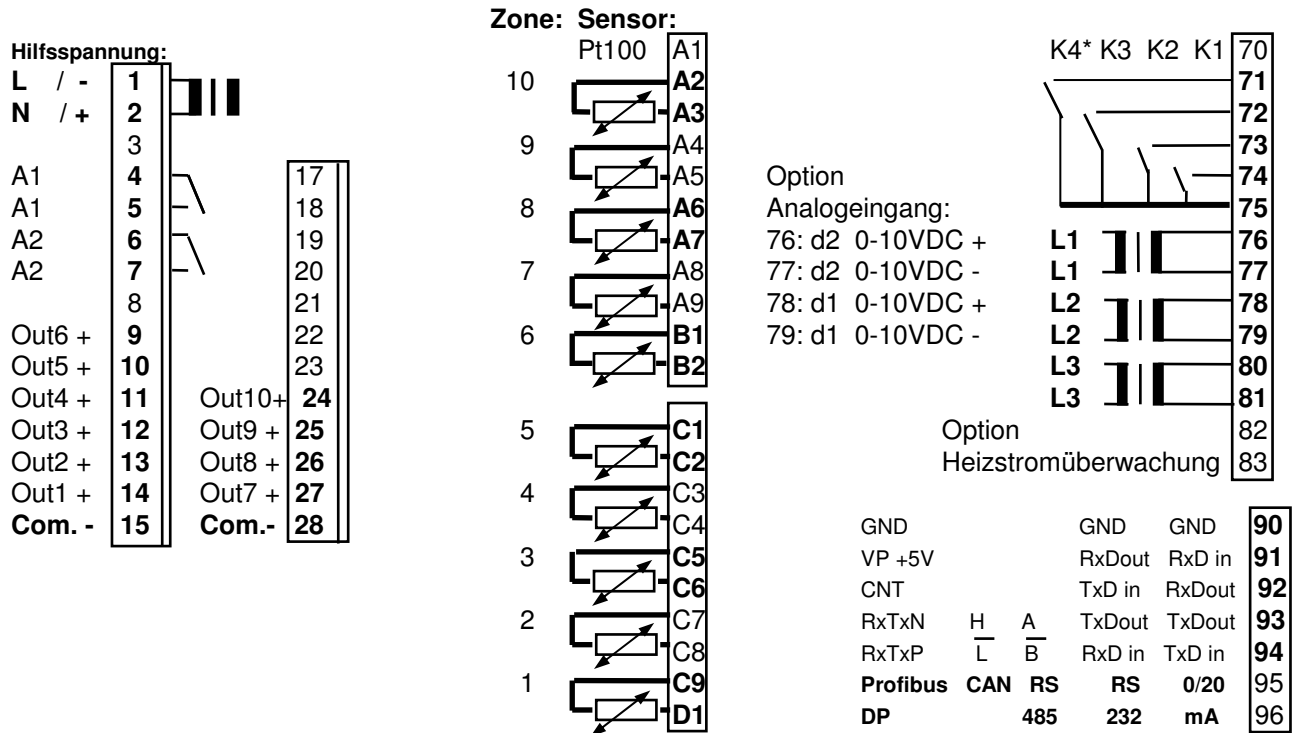 Zone: Sensor:
Hilfsspannung:
L / - 1
N / + 2
3
A1 4 17
A1 5 18
A2 6 19
A2 7 20
8 21
Out6 + 9 22
Out5 + 10 23
Out4 + 11 Out10+ 24
Out3 + 12 Out9 + 25
Out2 + 13 Out8 + 26
Out1 + 14 Out7 + 27
Com. - 15 Com.- 28
Pt100 A1
10 A2
A3
9 A4
A5
8 A6
A7
7 A8
A9
6 B1
B2
5 C1
C2
4 C3
C4
3 C5
C6
2 C7
C8
1 C9
D1
K4* K3 K2 K1 70
71
72
73
74
75
Option
Analogeingang:
76: d2 0-10VDC +
77: d2 0-10VDC -
78: d1 0-10VDC +
79: d1 0-10VDC -
L1 76
L1 77
L2 78
L2 79
L3 80
L3 81
Option 82
Heizstromüberwachung 83
GND GND GND 90
VP +5V RxDout RxD in 91
CNT TxD in RxDout 92
RxTxN H A TxDout TxDout 93
RxTxP L B RxD in TxD in 94
Profibus CAN RS RS 0/20 95
DP 485 232 mA 96